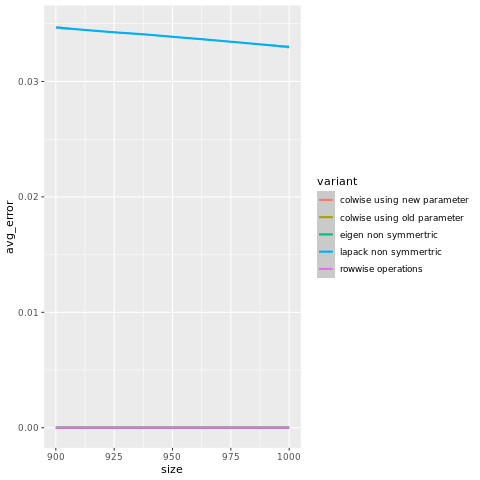 0.03
0.02
0.01
0.00
avg_error
900
925
950
975
1000
size
variant
colwise using new parameter
colwise using old parameter
eigen non symmertric
lapack non symmertric
rowwise operations